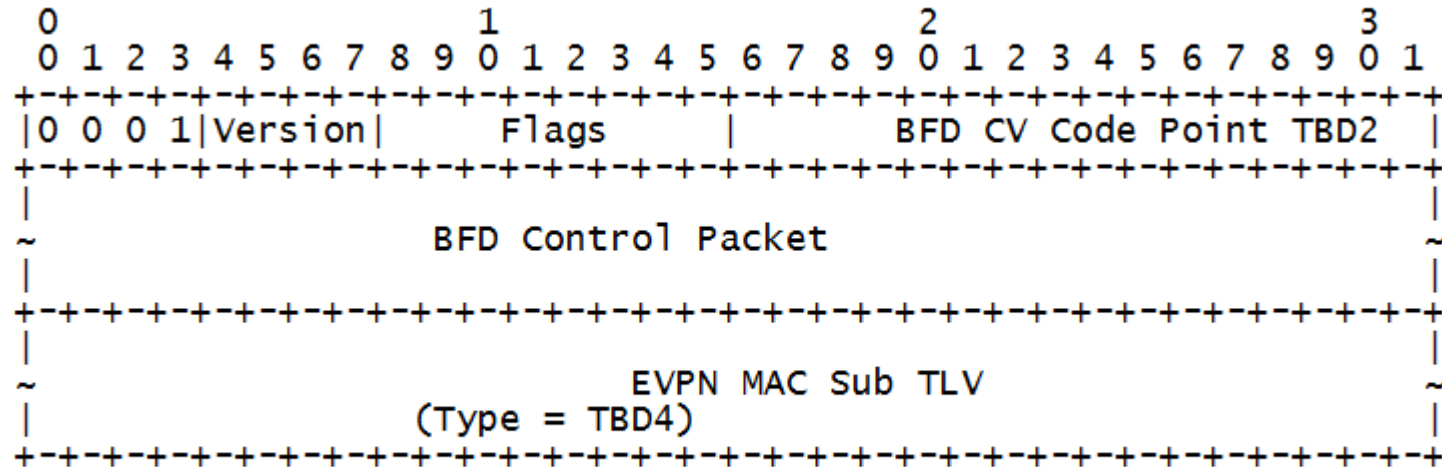 0                   1                   2                   3
0 1 2 3 4 5 6 7 8 9 0 1 2 3 4 5 6 7 8 9 0 1 2 3 4 5 6 7 8 9 0 1
+-+-+-+-+-+-+-+-+-+-+-+-+-+-+-+-+-+-+-+-+-+-+-+-+-+-+-+-+-+-+-+-+
|0 0 0 1|Version|     Flags     |       BFD CV Code Point TBD2  |
+-+-+-+-+-+-+-+-+-+-+-+-+-+-+-+-+-+-+-+-+-+-+-+-+-+-+-+-+-+-+-+-+
|                                                               |
~                  BFD Control Packet                           ~
|                                                               |
+-+-+-+-+-+-+-+-+-+-+-+-+-+-+-+-+-+-+-+-+-+-+-+-+-+-+-+-+-+-+-+-+
|                                                               |
~                           EVPN MAC Sub TLV                    ~
|                 (Type = TBD4)                                 |
+-+-+-+-+-+-+-+-+-+-+-+-+-+-+-+-+-+-+-+-+-+-+-+-+-+-+-+-+-+-+-+-+